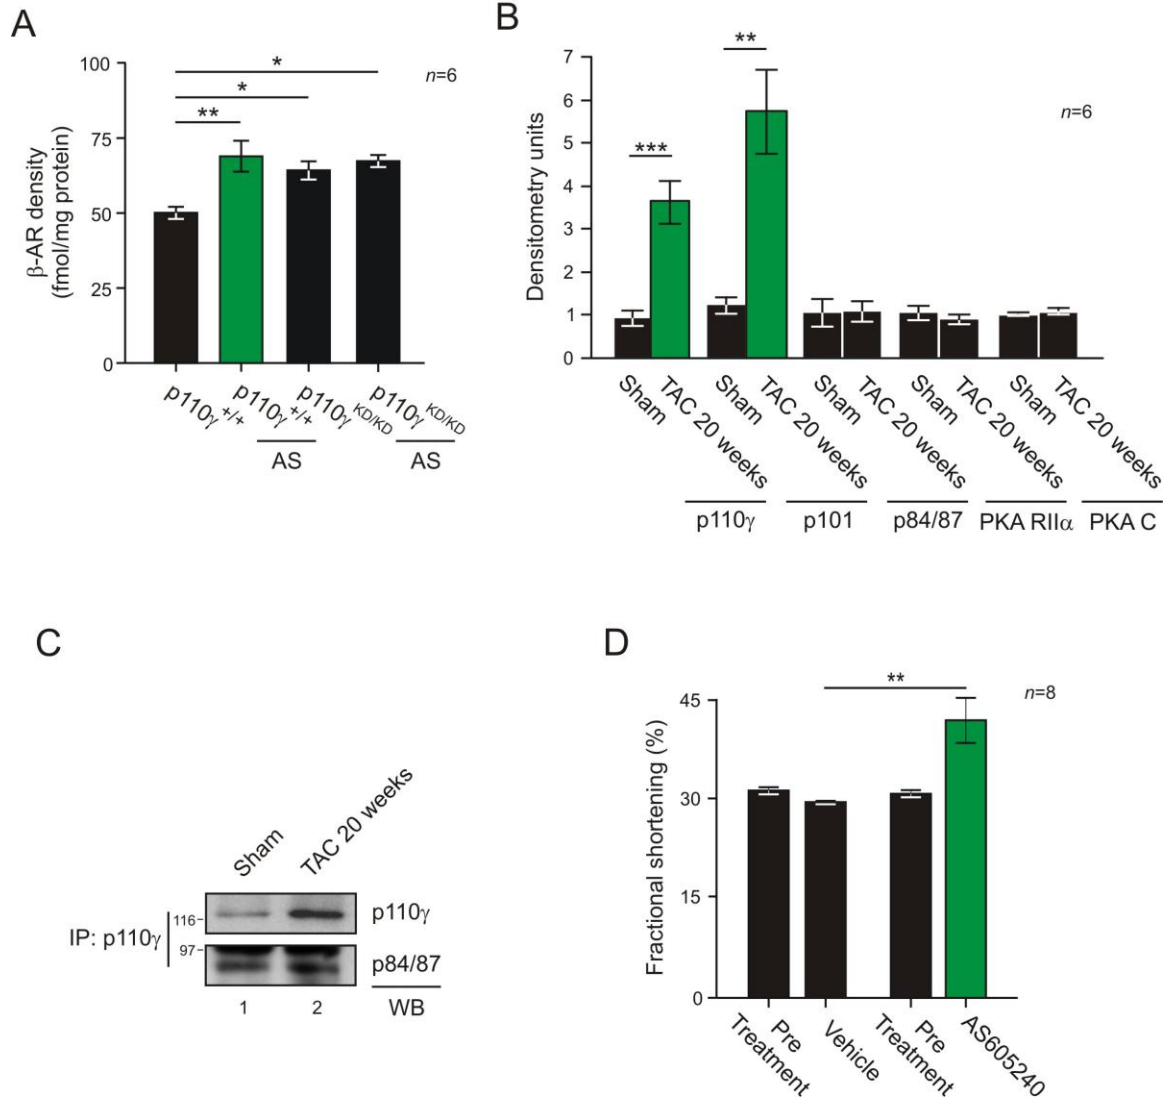 A
n=6
β-AR density
(fmol/mg protein)
100
75
50
25
0
*
*
**
p110γ+/+
p110γ+/+
p110γKD/KD
p110γKD/KD
AS
AS
B
n=6
Densitometry units
7
6
5
4
3
2
1
0
***
**
Sham
TAC 20 weeks
Sham
TAC 20 weeks
Sham
TAC 20 weeks
Sham
TAC 20 weeks
Sham
TAC 20 weeks
p110γ
p101
p84/87
PKA RIIα
PKA C
C
Sham
TAC 20 weeks
IP: p110γ
116
97
p110γ
p84/87
1
2
WB
D
n=8
Fractional shortening (%)
45
30
15
0
**
Pre
Treatment
Vehicle
Pre
Treatment
AS605240